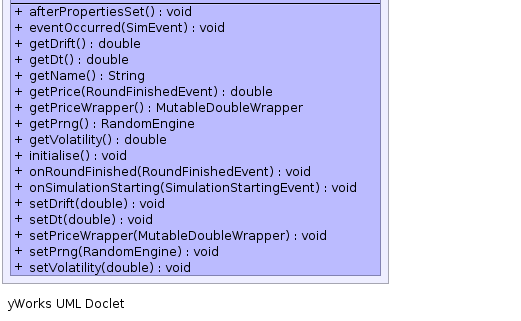 + afterPropertiesSet() : void
+ eventOccurred(SimEvent) : void
+ getDrift() : double
+ getDt() : double
+ getName() : String
+ getPrice(RoundFinishedEvent) : double
+ getPriceWrapper() : MutableDoubleWrapper
+ getPrng() : RandomEngine
+ getVolatility() : double
+ initialise() : void
+ onRoundFinished(RoundFinishedEvent) : void
+ onSimulationStarting(SimulationStartingEvent) : void
+ setDrift(double) : void
+ setDt(double) : void
+ setPriceWrapper(MutableDoubleWrapper) : void
+ setPrng(RandomEngine) : void
+ setVolatility(double) : void
yWorks UML Doclet